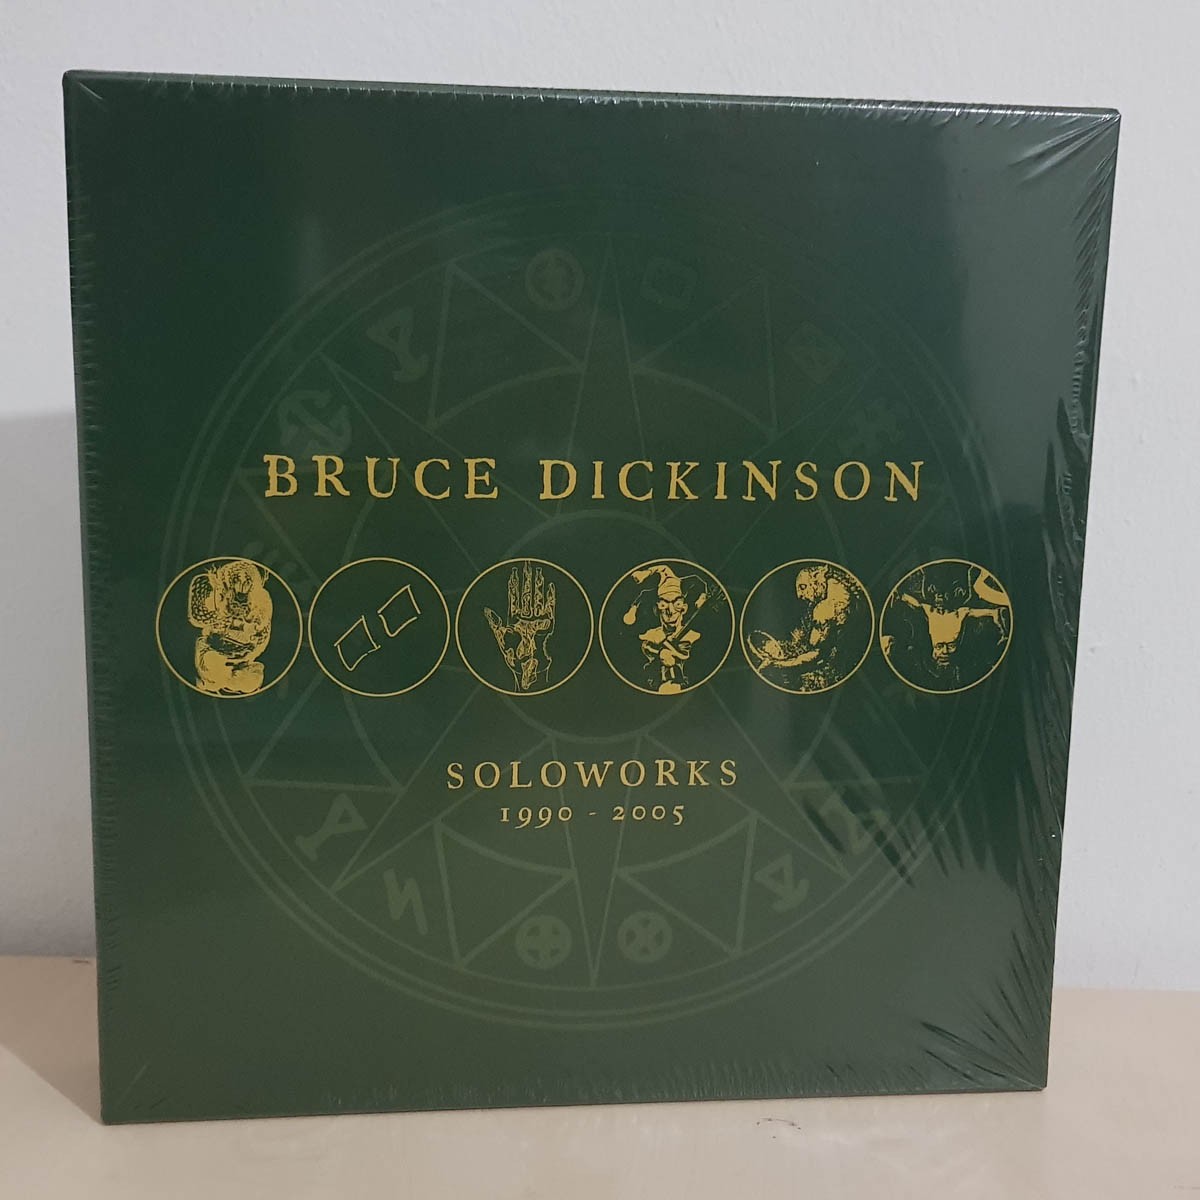 BRUCE DICKINSON
SOLOWORKS
1990 - 2005